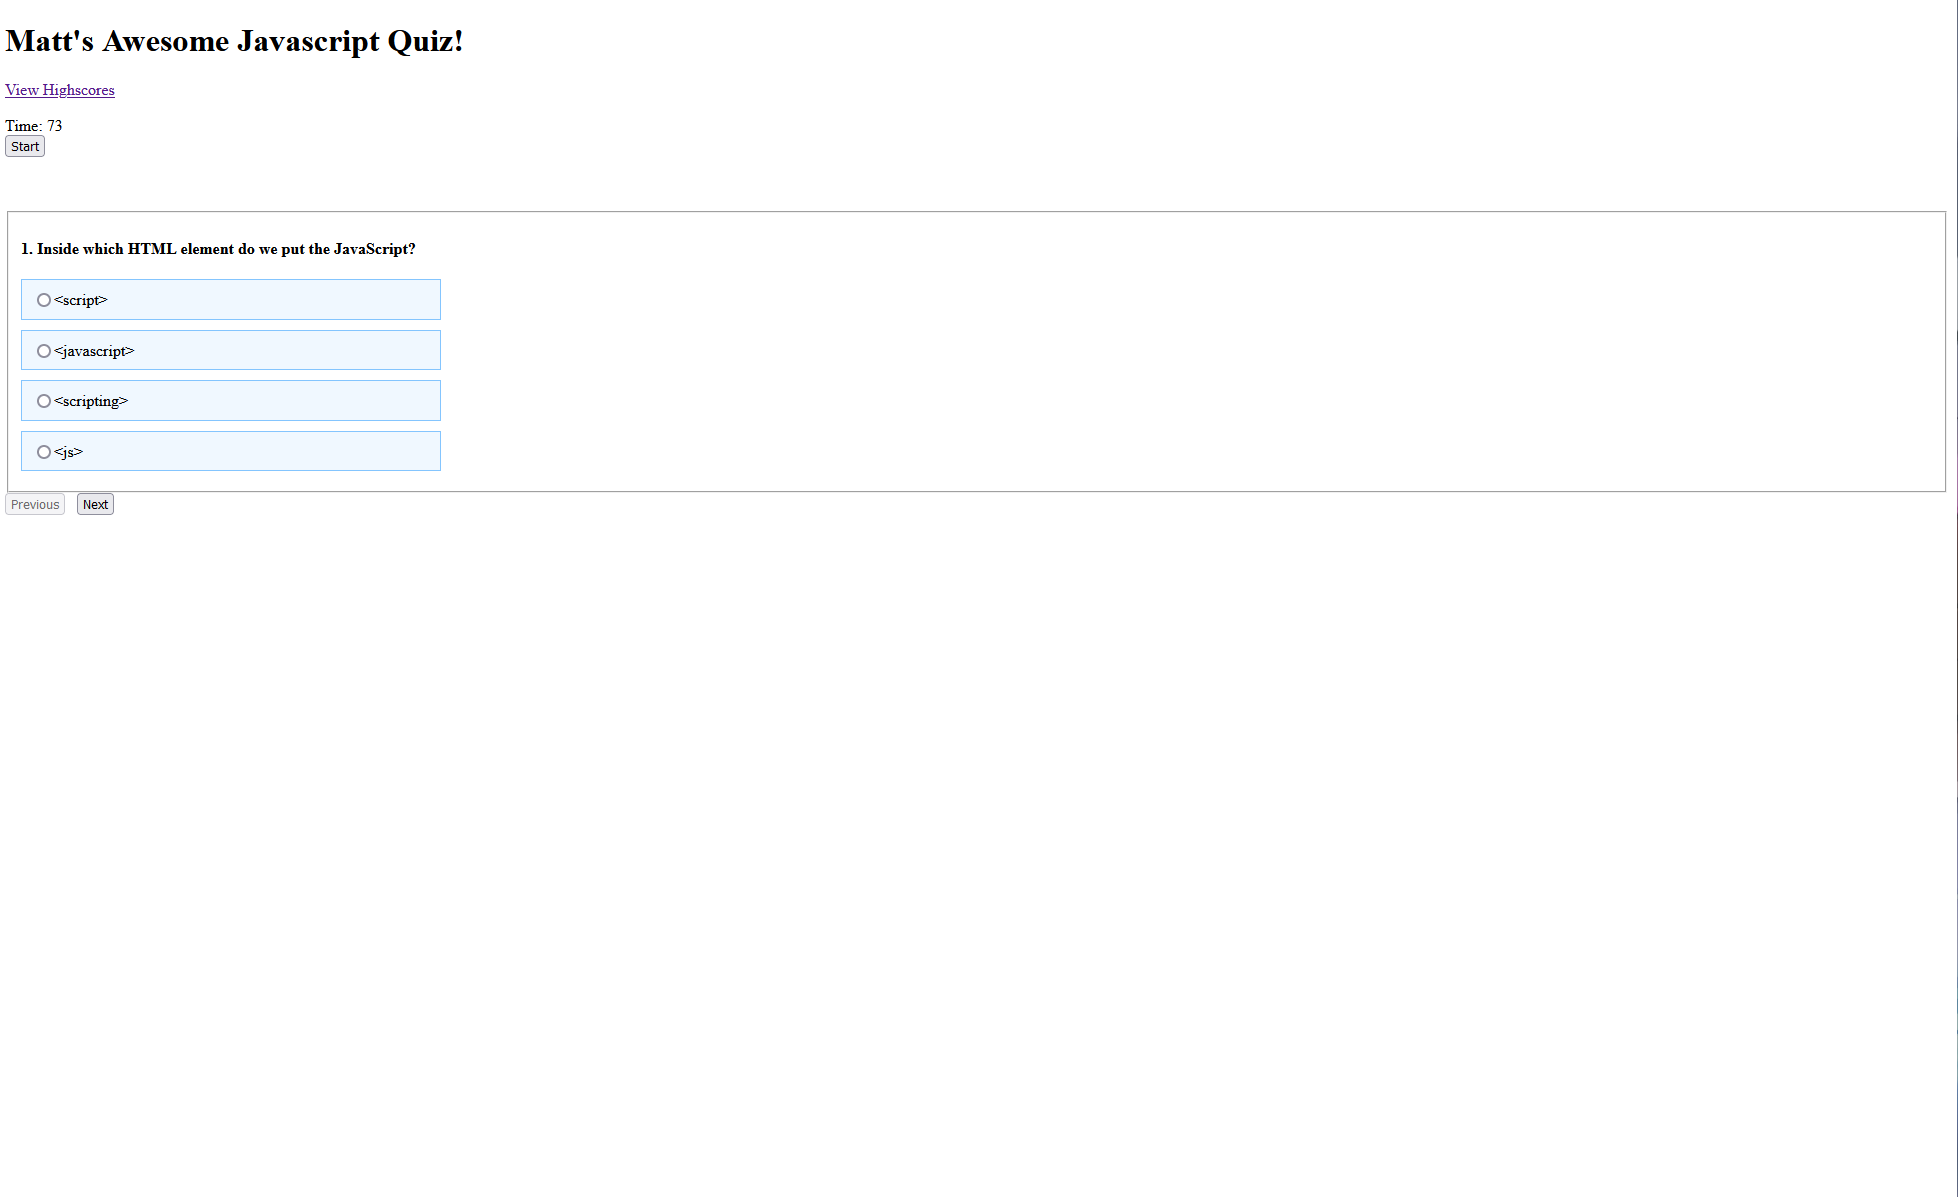 Matt's Awesome Javascript Quiz!
View Highscores
Time: 73
Start
1. Inside which HTML element do we put the JavaScript?
<script>
<javascript>
<scripting>
<js>
Previous Next